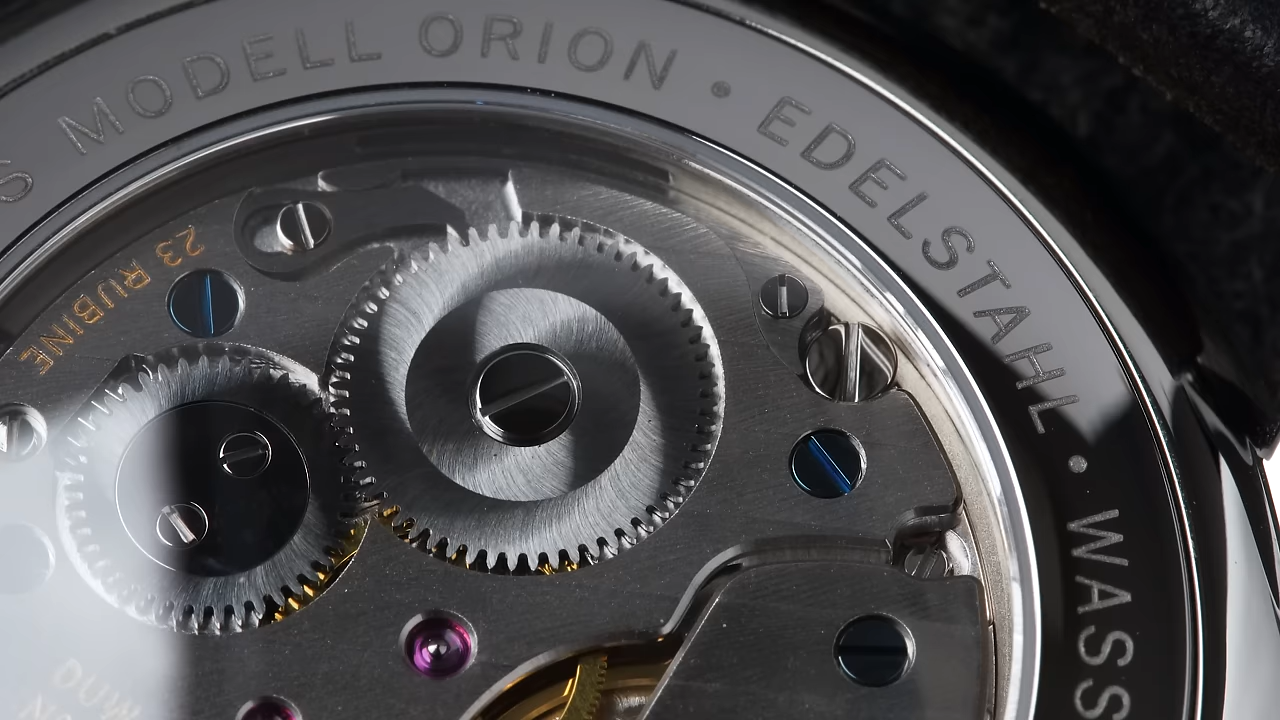 S MODELL ORION • EDELSTAHL • WASS
23 RUBINE